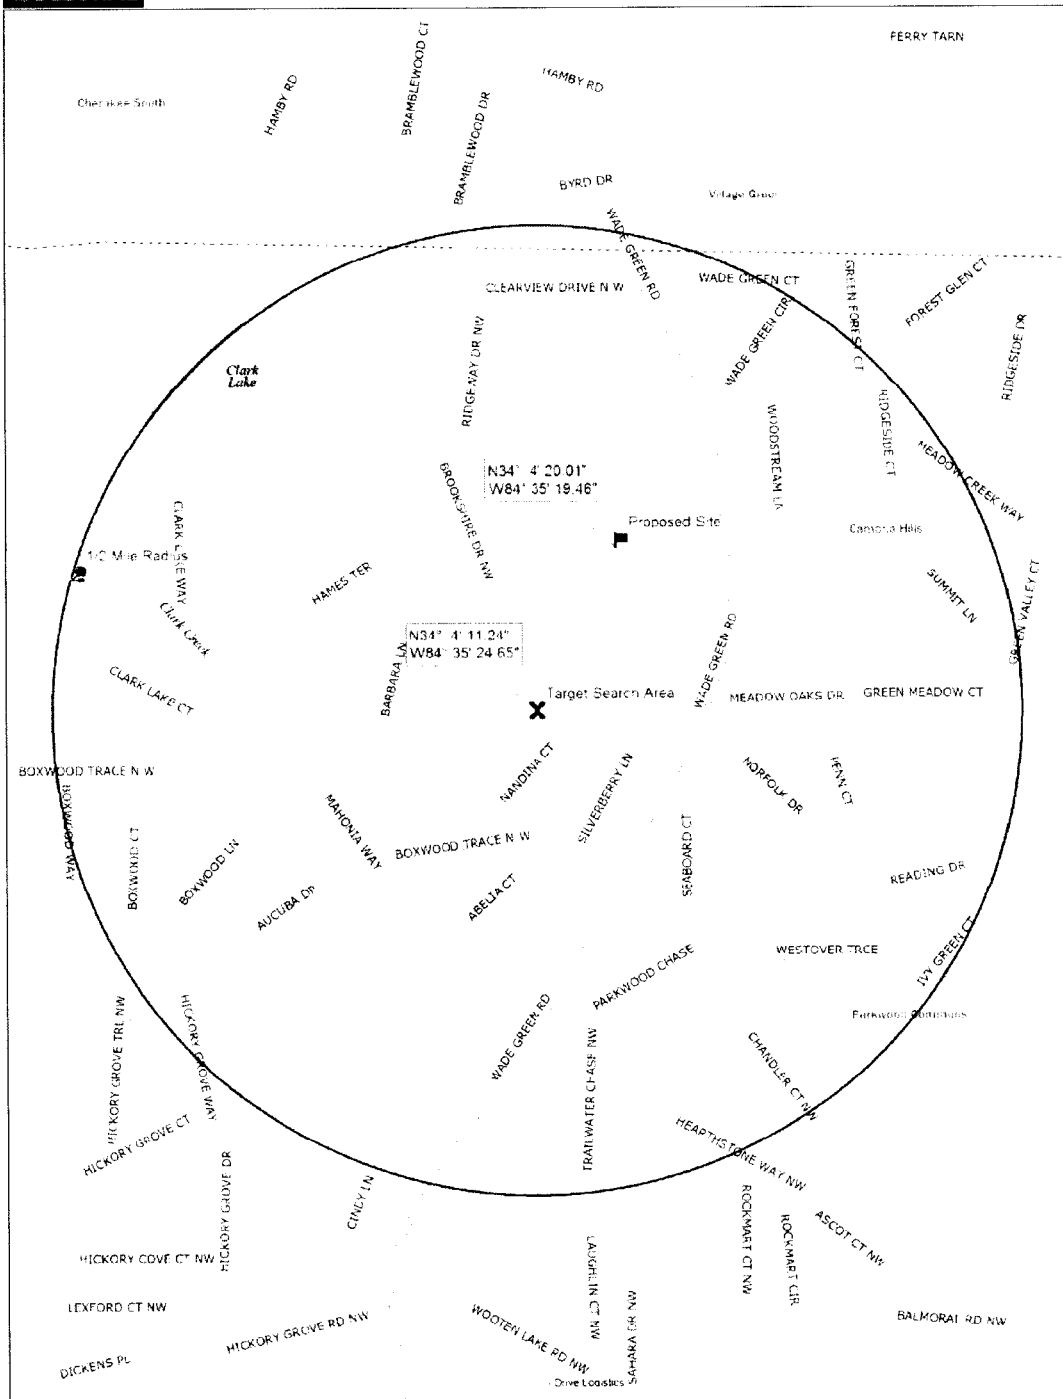 FERRY TARN
HAMBY RD
BRAMBLEWOOD CT
HAMBY RD
Cherokee South
BRAMBLEWOOD DR
BYRD DR
Village Green
WADE GREEN RD
WADE GREEN CT
CLEARVIEW DRIVE N W
GREEN FOREST CT
FOREST GLEN CT
RIDGESIDE DR
WADE GREEN CIR
RIDGEWAY DR NW
Clark
Lake
RIDGESIDE CT
WOODSTREAM LN
MEADOW CREEK WAY
N34° 4' 20.01"
W84° 35' 19.46"
BROOKSHIRE DR NW
Proposed Site
CLARK LAKE WAY
1/2 Mile Radius
HAMES TER
SUMMIT LN
GREEN VALLEY CT
Clark Creek
N34° 4' 11.24"
W84° 35' 24.65"
BARBARA LN
WADE GREEN RD
CLARK LAKE CT
Target Search Area
MEADOW OAKS DR
GREEN MEADOW CT
BOXWOOD TRACE N W
NANDINA CT
SILVERBERRY LN
NORFOLK DR
PENN CT
BOXWOOD WAY
BOXWOOD CT
BOXWOOD LN
MAHONIA WAY
BOXWOOD TRACE N W
SEABOARD CT
READING DR
AUCUBA DR
ABELIA CT
WESTOVER TRCE
IVY GREEN CT
PARKWOOD CHASE
Parkwood Commons
HICKORY GROVE TRL NW
HICKORY GROVE WAY
WADE GREEN RD
TRAILWATER CHASE NW
CHANDLER CT NW
HICKORY GROVE CT
HEARTHSTONE WAY NW
HICKORY GROVE DR
CINDY LN
ROCKMART CT NW
ROCKMART CIR
ASCOT CT NW
HICKORY COVE CT NW
LAUGHLIN CT NW
SAHARA DR NW
LEXFORD CT NW
HICKORY GROVE RD NW
WOOTEN LAKE RD NW
BALMORAL RD NW
DICKENS PL
Drive Logistics